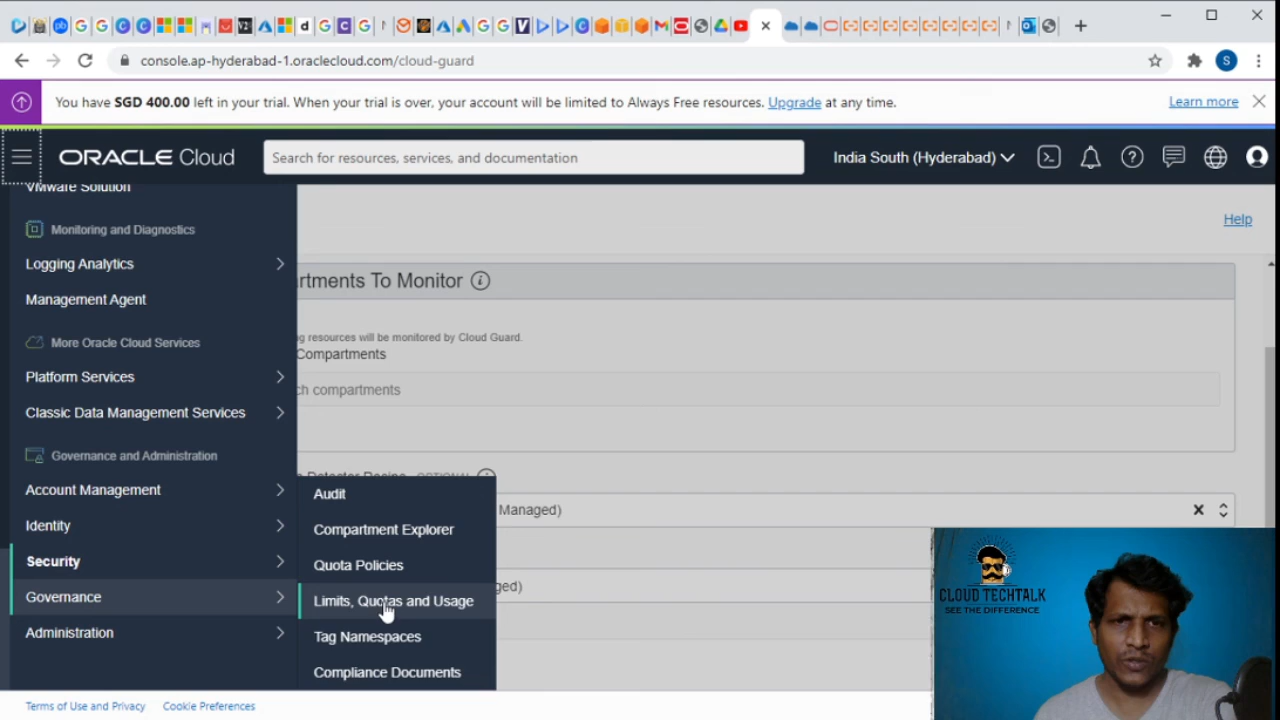 console.ap-hyderabad-1.oraclecloud.com/cloud-guard
S
You have SGD 400.00 left in your trial. When your trial is over, your account will be limited to Always Free resources. Upgrade at any time.
Learn more
ORACLE Cloud
Search for resources, services, and documentation
India South (Hyderabad)
VMware Solution
Monitoring and Diagnostics
Logging Analytics
Management Agent
More Oracle Cloud Services
Platform Services
Classic Data Management Services
Governance and Administration
Account Management
Identity
Security
Governance
Administration
Audit
Compartment Explorer
Quota Policies
Limits, Quotas and Usage
Tag Namespaces
Compliance Documents
Help
rtments To Monitor
g resources will be monitored by Cloud Guard.
Compartments
ch compartments
Detector Recipe OPTIONAL
Managed)
ged)
CLOUD TECHTALK
SEE THE DIFFERENCE
Terms of Use and Privacy
Cookie Preferences